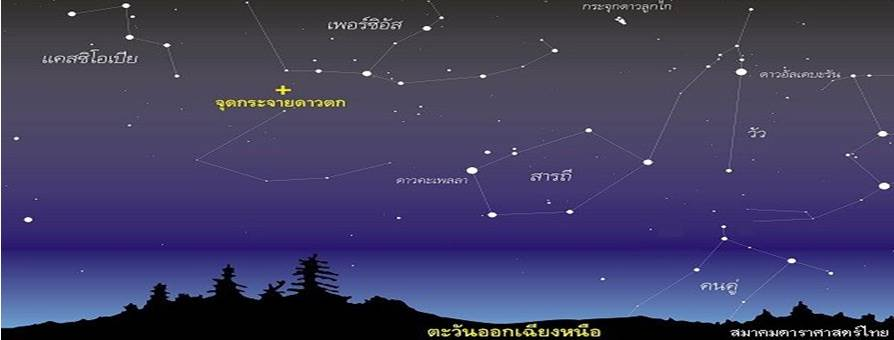 กระจุกดาวลูกไก่
เพอร์ซิอัส
แคสซิโอเปีย
ดาวอัลเดบะรัน
จุดกระจายดาวตก
วัว
ดาวคะเพลลา
สารถี
คนคู่
ตะวันออกเฉียงหนือ
สมาคมดาราศาสตร์ไทย